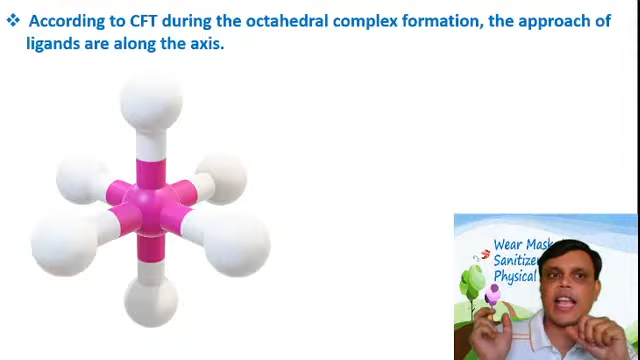 ❖ According to CFT during the octahedral complex formation, the approach of
ligands are along the axis.
Wear Mask
Sanitize
Physical